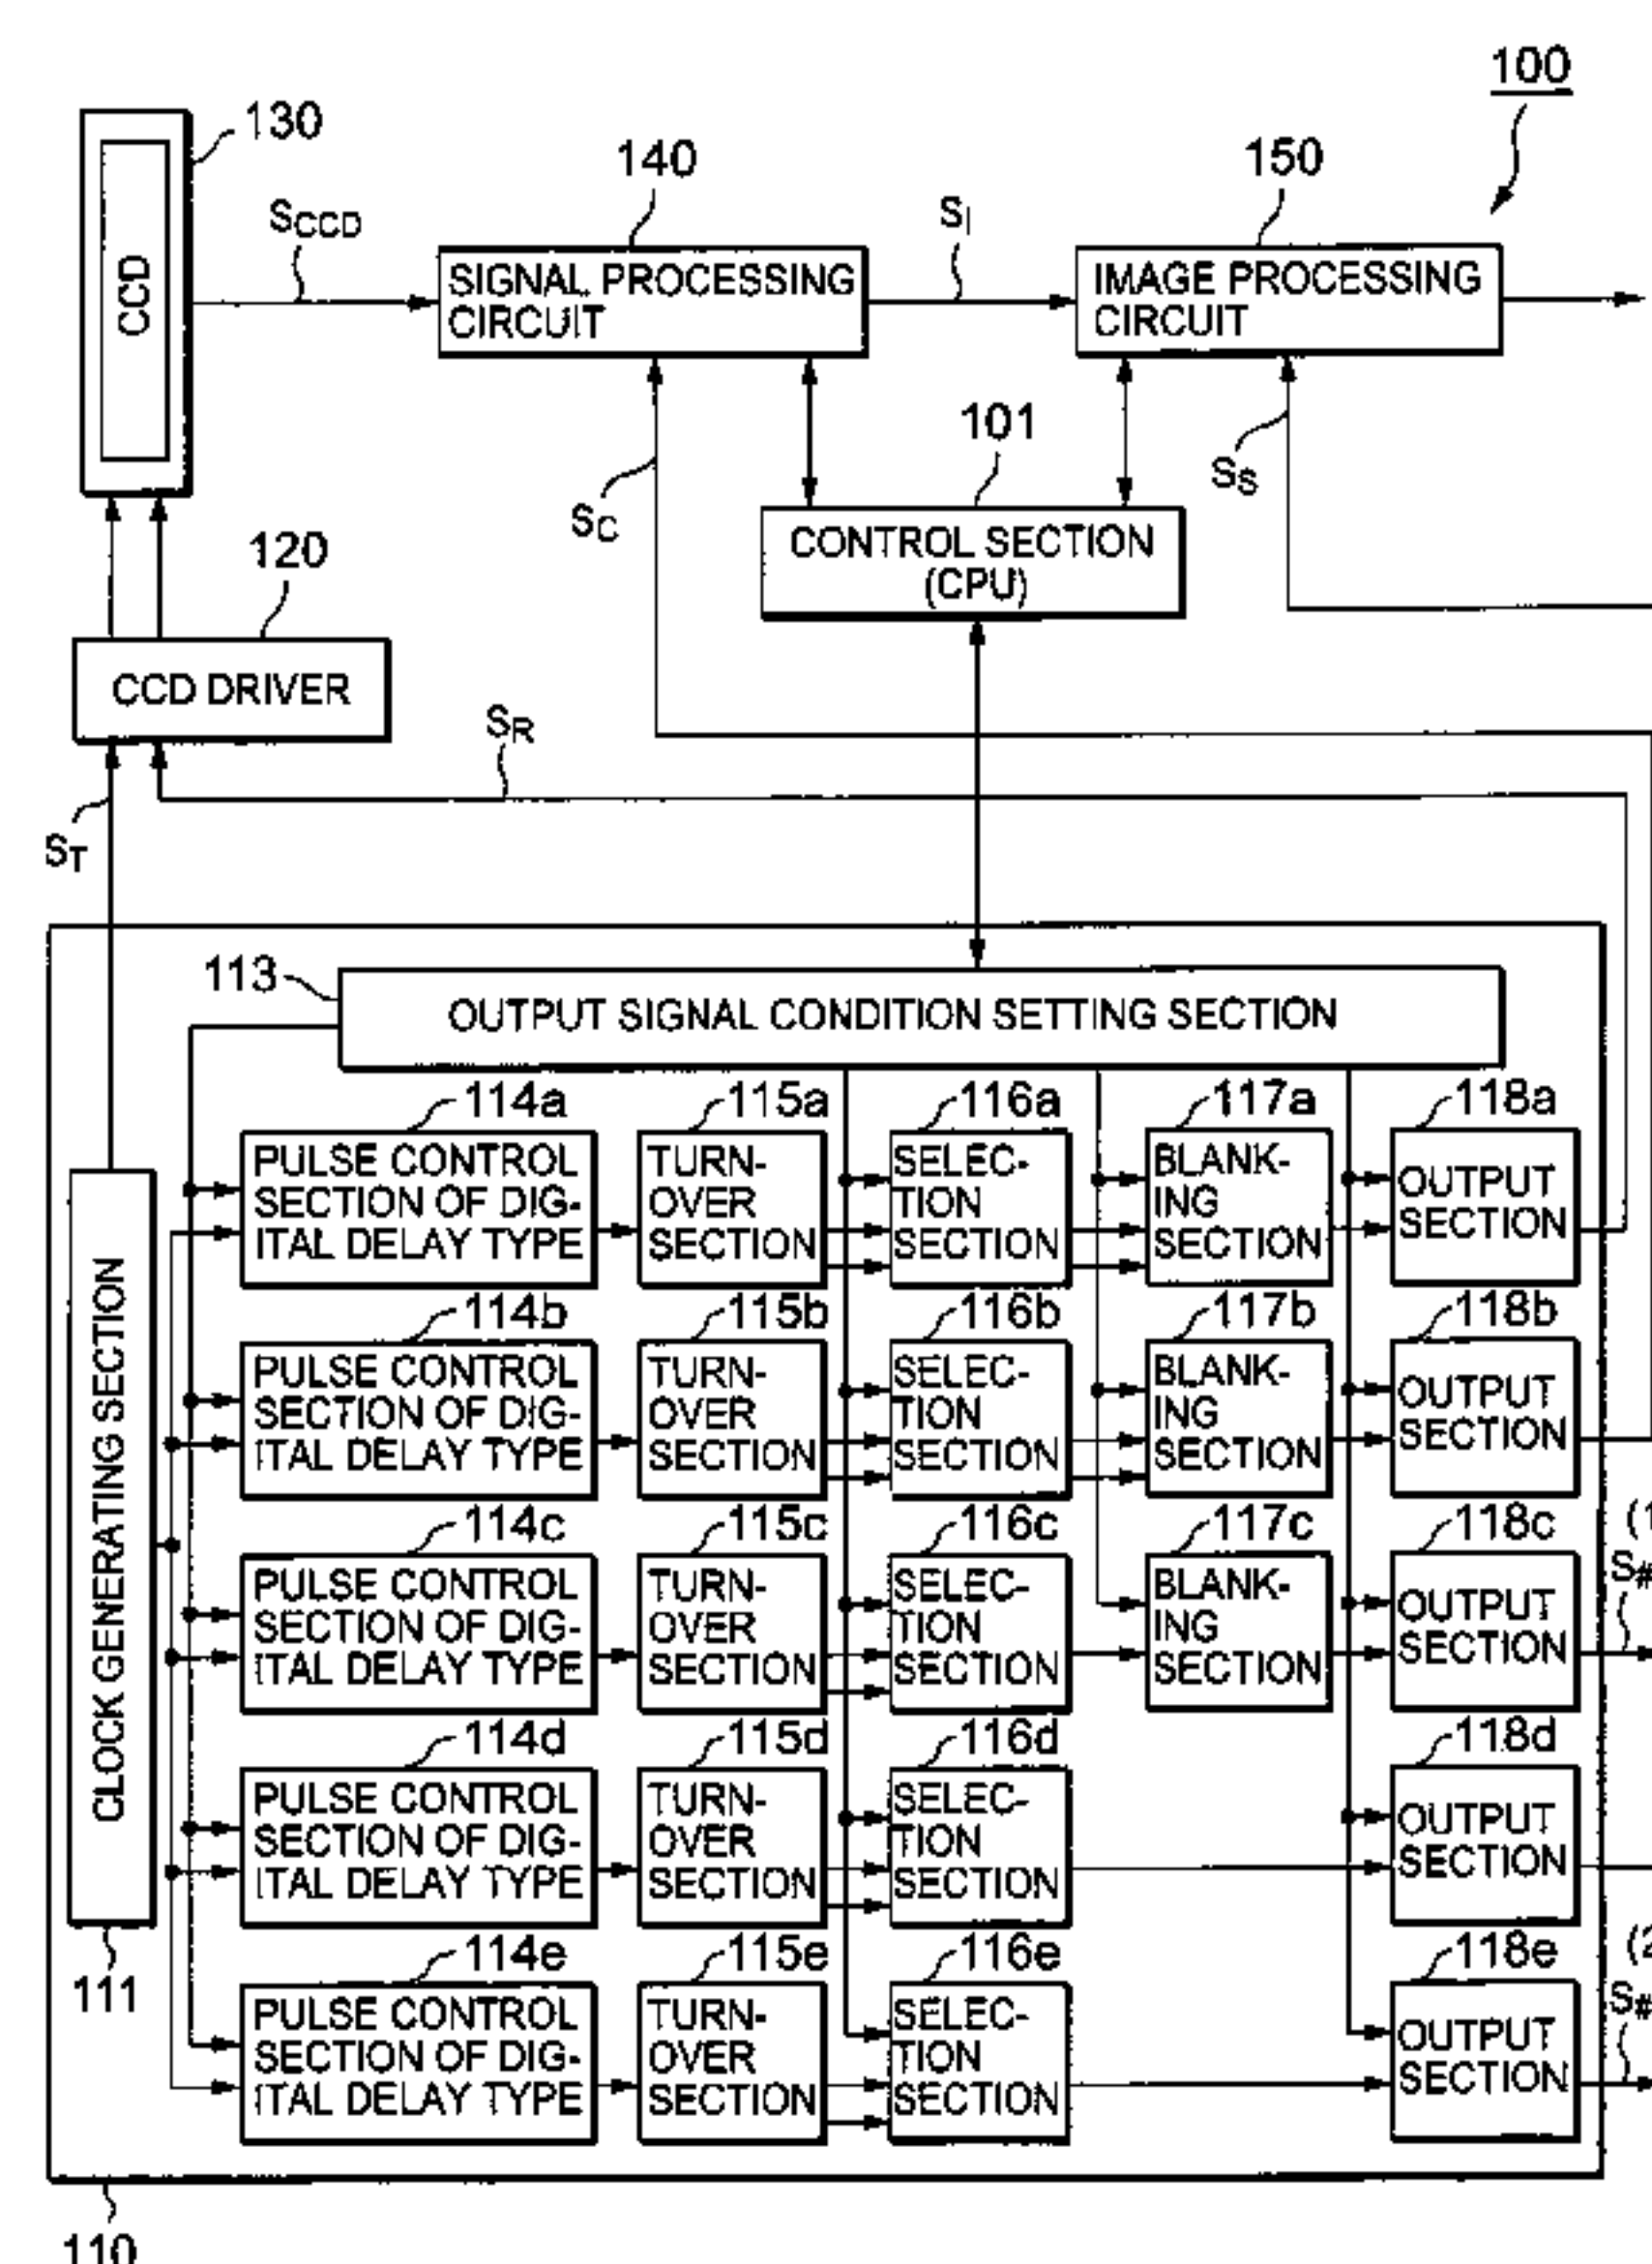 100
130
140
150
SCCD
SI
CCD
SIGNAL PROCESSING
CIRCUIT
IMAGE PROCESSING
CIRCUIT
101
SC
SS
CONTROL SECTION
(CPU)
120
CCD DRIVER
SR
ST
113
OUTPUT SIGNAL CONDITION SETTING SECTION
114a
115a
116a
117a
118a
PULSE CONTROL
SECTION OF DIG-
ITAL DELAY TYPE
TURN-
OVER
SECTION
SELEC-
TION
SECTION
BLANK-
ING
SECTION
OUTPUT
SECTION
114b
115b
116b
117b
118b
PULSE CONTROL
SECTION OF DIG-
ITAL DELAY TYPE
TURN-
OVER
SECTION
SELEC-
TION
SECTION
BLANK-
ING
SECTION
OUTPUT
SECTION
CLOCK GENERATING SECTION
114c
115c
116c
117c
118c
(1
S#
PULSE CONTROL
SECTION OF DIG-
ITAL DELAY TYPE
TURN-
OVER
SECTION
SELEC-
TION
SECTION
BLANK-
ING
SECTION
OUTPUT
SECTION
114d
115d
116d
118d
PULSE CONTROL
SECTION OF DIG-
ITAL DELAY TYPE
TURN-
OVER
SECTION
SELEC-
TION
SECTION
OUTPUT
SECTION
111
114e
115e
116e
118e
(2
S#
PULSE CONTROL
SECTION OF DIG-
ITAL DELAY TYPE
TURN-
OVER
SECTION
SELEC-
TION
SECTION
OUTPUT
SECTION
110